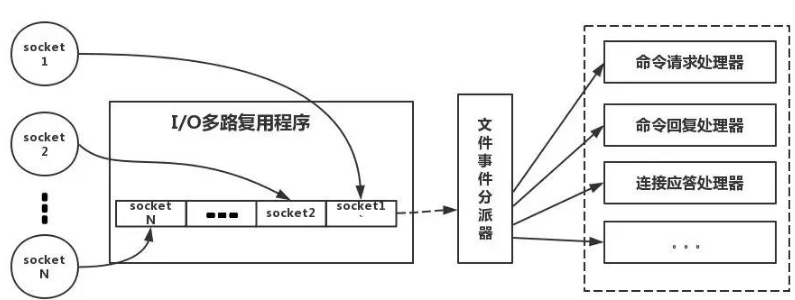 socket
1
socket
2
socket
N
I/O多路复用程序
socket
N
socket2
socket1
文件事件分派器
命令请求处理器
命令回复处理器
连接应答处理器
。。。